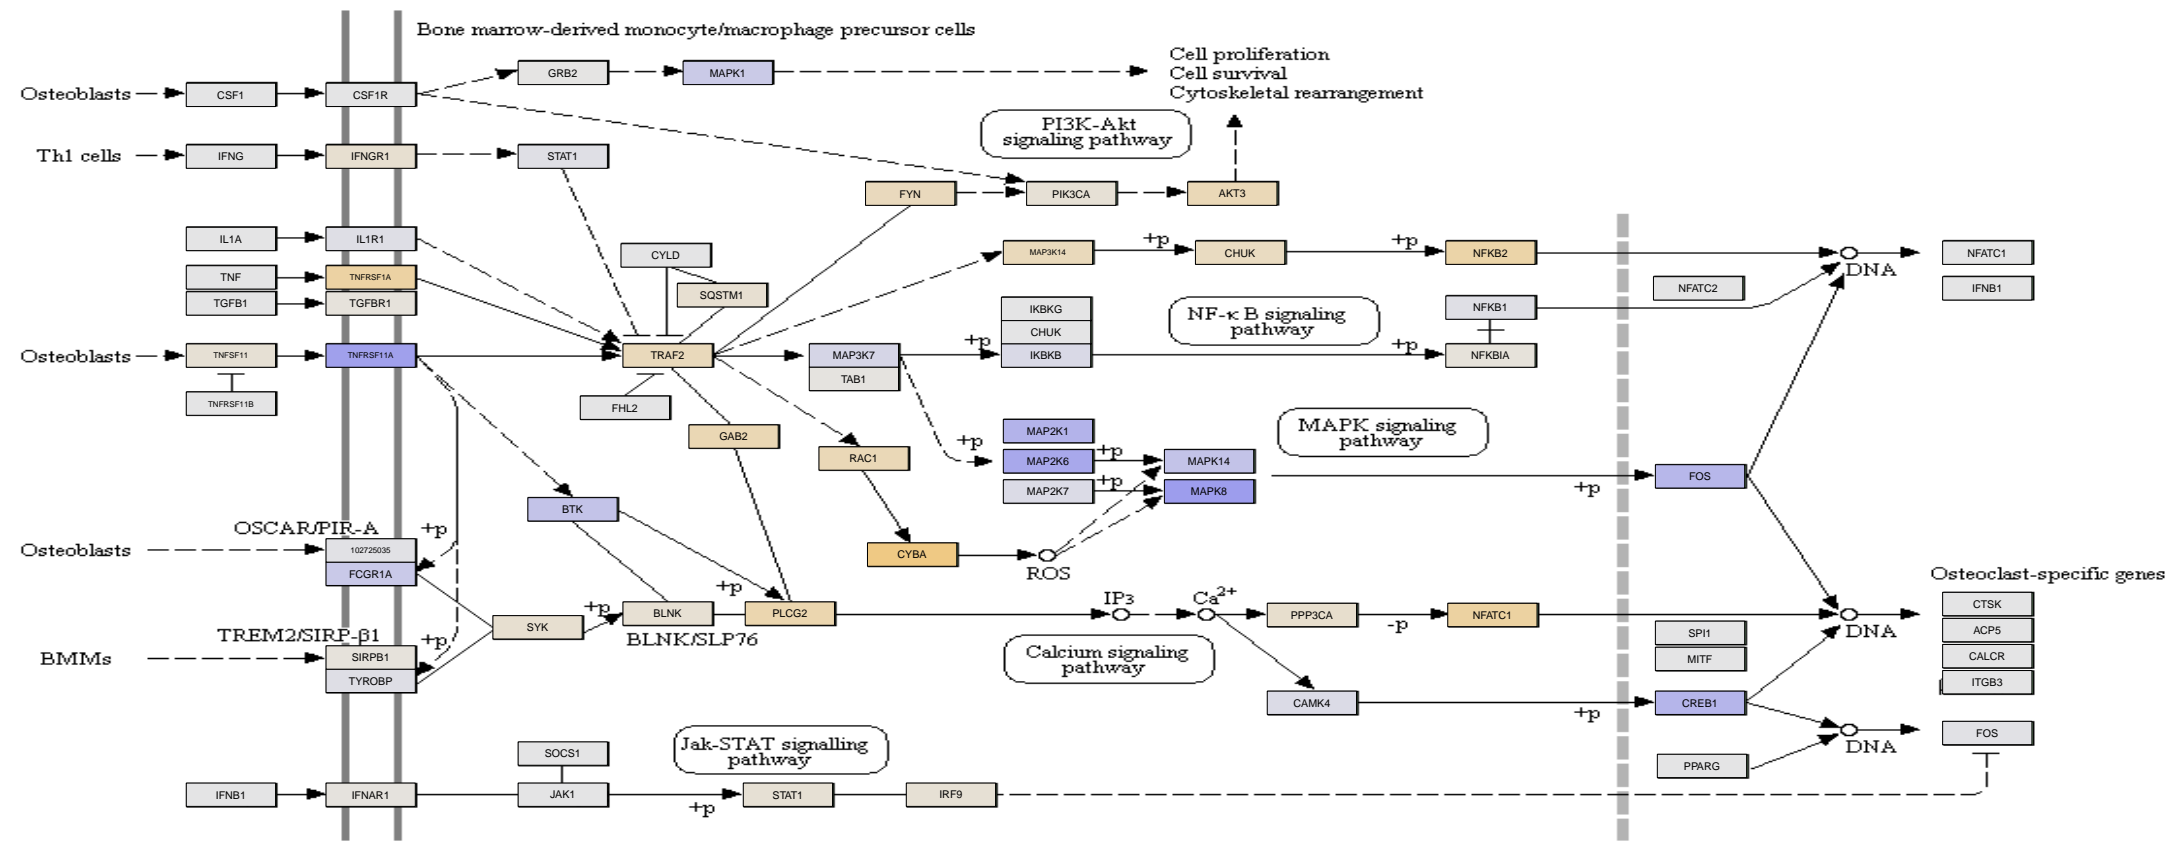 Bone marrow-derived monocyte/macrophage precursor cells
Cell proliferation
Cell survival
Cytoskeletal rearrangement
GRB2
MAPK1
Osteoblasts
CSF1
CSF1R
PI3K-Akt
signaling pathway
Th1 cells
IFNG
IFNGR1
STAT1
FYN
PIK3CA
AKT3
IL1A
IL1R1
CYLD
MAP3K14
+p
CHUK
+p
NFKB2
DNA
NFATC1
TNF
TNFRSF1A
SQSTM1
NFATC2
IFNB1
TGFB1
TGFBR1
IKBKG
CHUK
IKBKB
NF-κ B signaling
pathway
NFKB1
Osteoblasts
TNFSF11
TNFRSF11A
TRAF2
MAP3K7
TAB1
+p
+p
NFKBIA
TNFRSF11B
FHL2
GAB2
RAC1
+p
MAP2K1
MAP2K6
MAP2K7
+p
+p
MAPK14
MAPK8
MAPK signaling
pathway
+p
FOS
BTK
OSCAR/PIR-A
+p
Osteoblasts
102725035
FCGR1A
CYBA
ROS
Osteoclast-specific genes
+p
+p
SYK
BLNK
BLNK/SLP76
PLCG2
IP3
Ca2+
PPP3CA
-p
NFATC1
DNA
CTSK
ACP5
CALCR
ITGB3
TREM2/SIRP-β1
+p
BMMs
SIRPB1
TYROBP
Calcium signaling
pathway
SPI1
MITF
CAMK4
+p
CREB1
DNA
FOS
PPARG
Jak-STAT signalling
pathway
SOCS1
IFNB1
IFNAR1
JAK1
+p
STAT1
IRF9